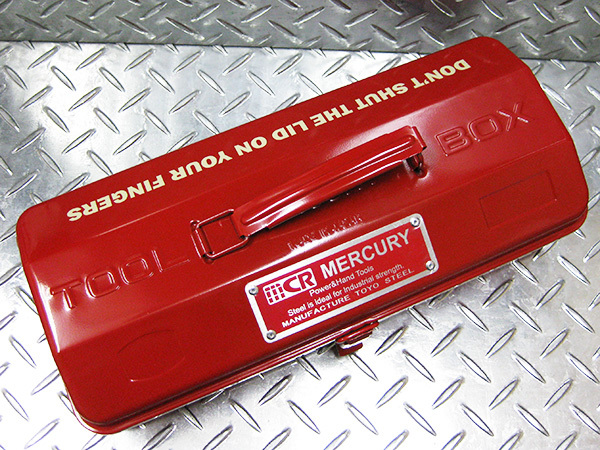 DON'T SHUT THE LID ON YOUR FINGERS
TOOL BOX
MCR MERCURY
Power&Hand Tools
Steel is ideal for Industrial strength.
MANUFACTURE TOYO STEEL